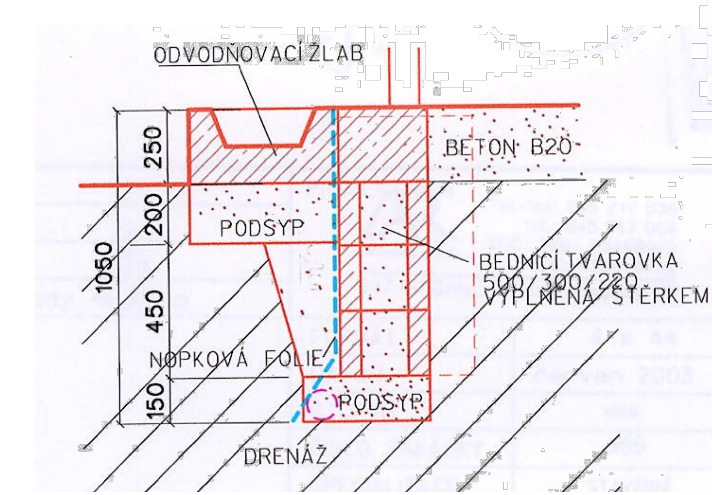 ODVODŇOVACÍ ŽLAB
250
BETON B20
200
PODSYP
1050
BEDNICÍ TVAROVKA
500/300/220
VYPLNĚNÁ ŠTĚRKEM
450
NOPKOVÁ FÓLIE
150
PODSYP
DRENÁŽ